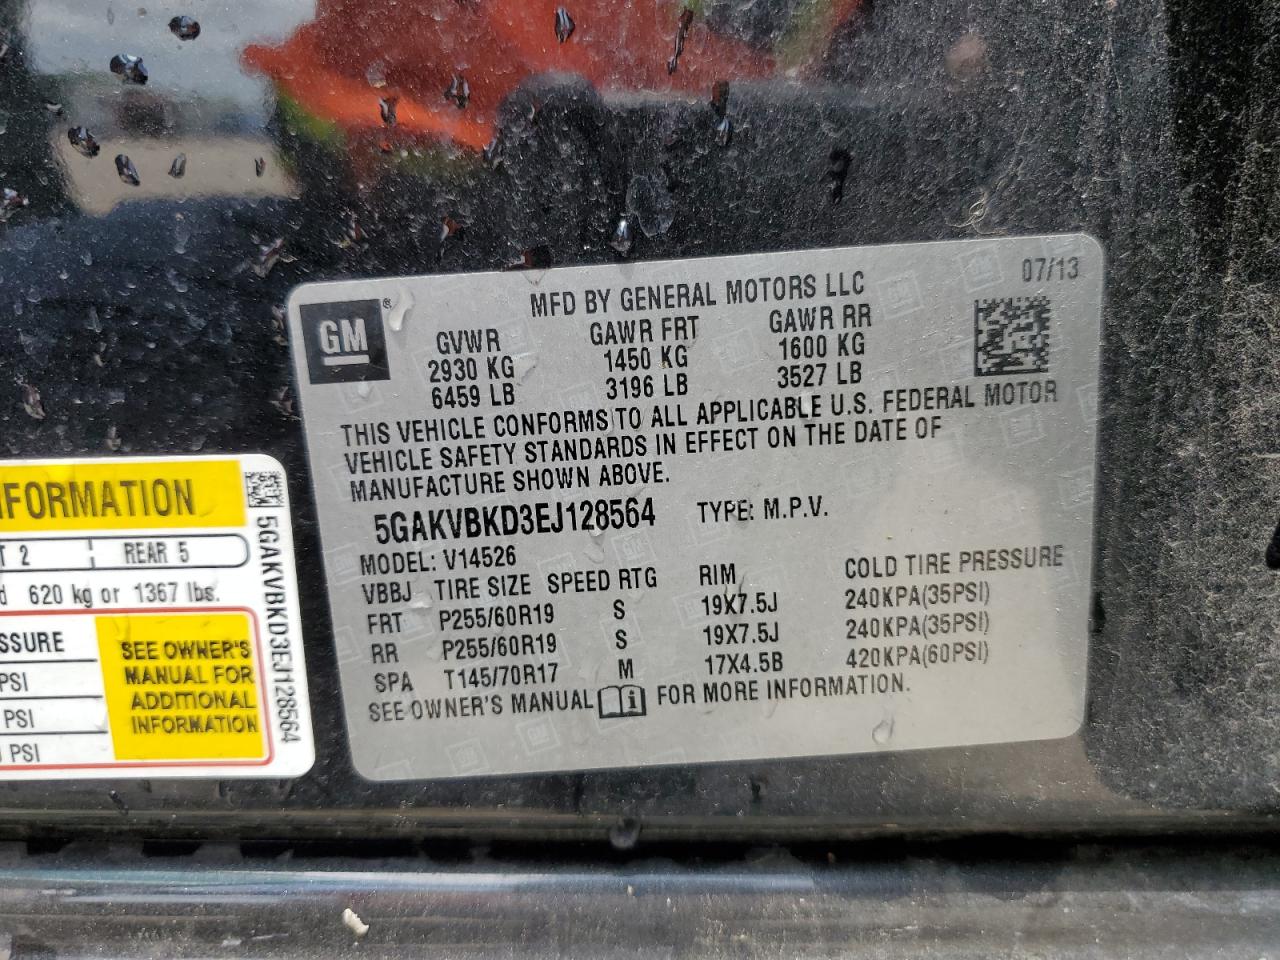 07/13
MFD BY GENERAL MOTORS LLC
GM ®
GVWR GAWR FRT GAWR RR
2930 KG 1450 KG 1600 KG
6459 LB 3196 LB 3527 LB
THIS VEHICLE CONFORMS TO ALL APPLICABLE U.S. FEDERAL MOTOR
VEHICLE SAFETY STANDARDS IN EFFECT ON THE DATE OF
MANUFACTURE SHOWN ABOVE.
5GAKVBKD3EJ128564 TYPE: M.P.V.
MODEL: V14526
VBBJ TIRE SIZE SPEED RTG RIM COLD TIRE PRESSURE
FRT P255/60R19 S 19X7.5J 240KPA(35PSI)
RR P255/60R19 S 19X7.5J 240KPA(35PSI)
SPA T145/70R17 M 17X4.5B 420KPA(60PSI)
SEE OWNER'S MANUAL FOR MORE INFORMATION.
FORMATION
T 2 REAR 5
d 620 kg or 1367 lbs.
SSURE
PSI
PSI
PSI
SEE OWNER'S
MANUAL FOR
ADDITIONAL
INFORMATION
5GAKVBKD3EJ128564